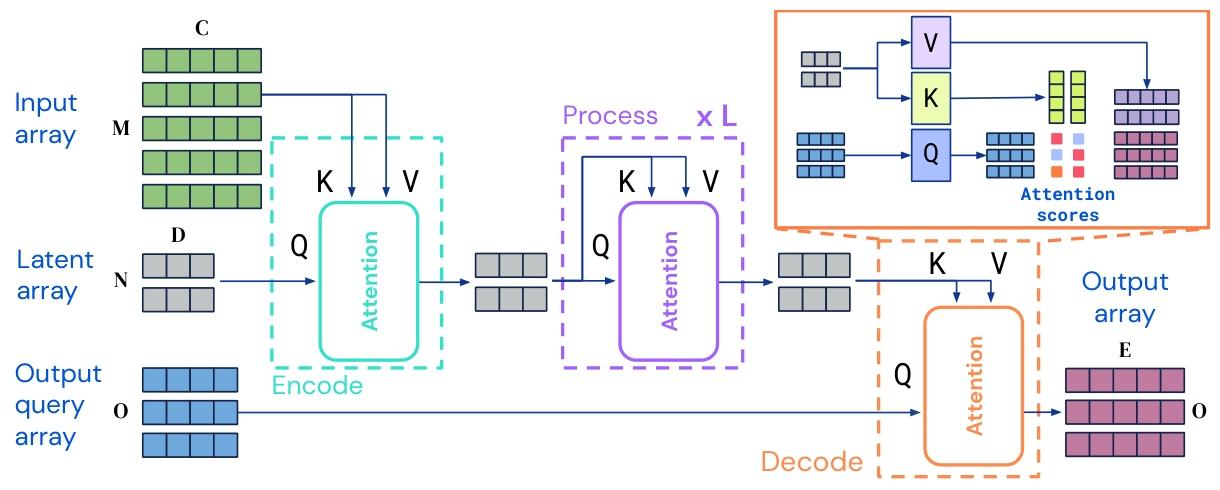 C
Input
array
M
D
Latent
array
N
Output
query
array
O
K
V
Q
Attention
Encode
Process
x L
K
V
Q
Attention
V
K
Q
Attention
scores
K
V
Q
Attention
Decode
Output
array
E
O